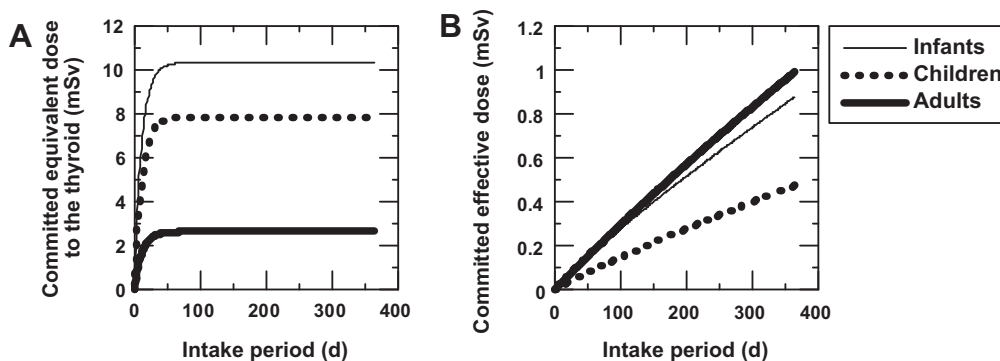 A
Committed equivalent dose
to the thyroid (mSv)
12
10
8
6
4
2
0
0
100
200
300
400
Intake period (d)
B
Committed effective dose (mSv)
1.2
1
0.8
0.6
0.4
0.2
0
0
100
200
300
400
Intake period (d)
Infants
Children
Adults